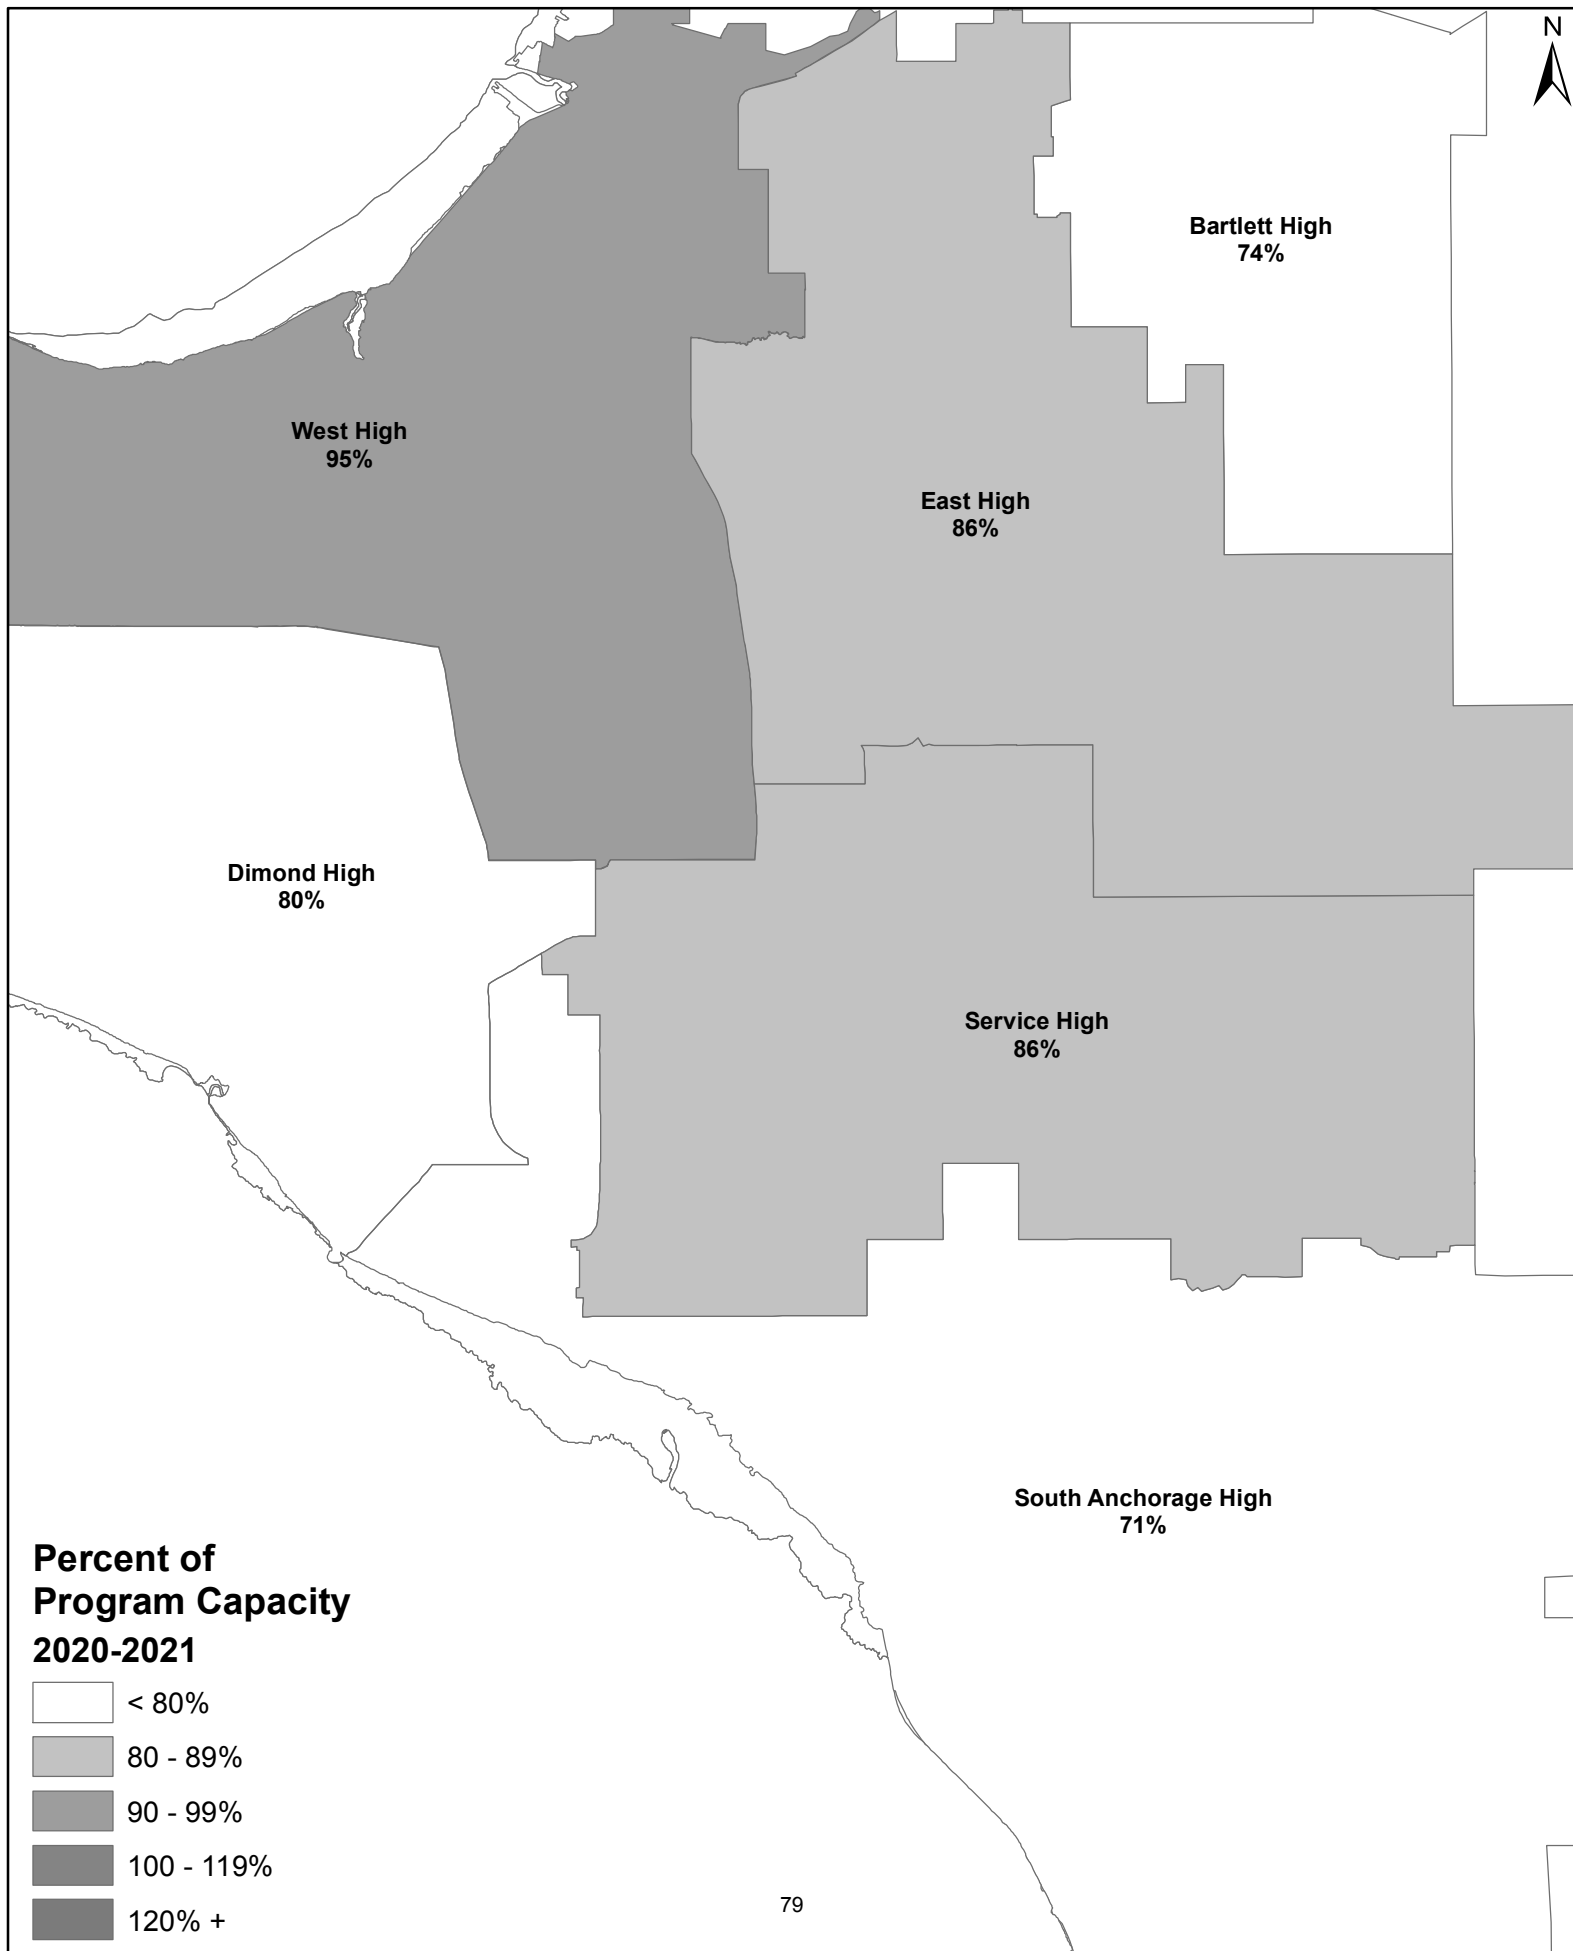 N
Bartlett High
74%
West High
95%
East High
86%
Dimond High
80%
Service High
86%
South Anchorage High
71%
Percent of
Program Capacity
2020-2021
< 80%
80 - 89%
90 - 99%
100 - 119%
120% +
79